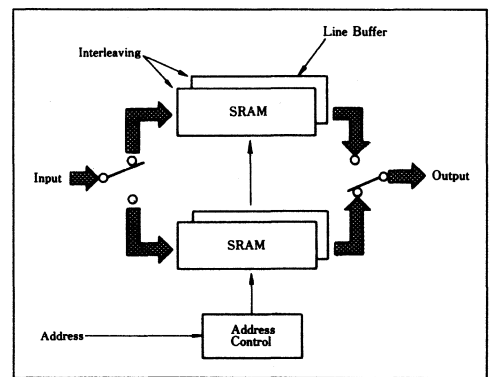 Line Buffer
Interleaving
SRAM
Input
Output
SRAM
Address
Address
Control